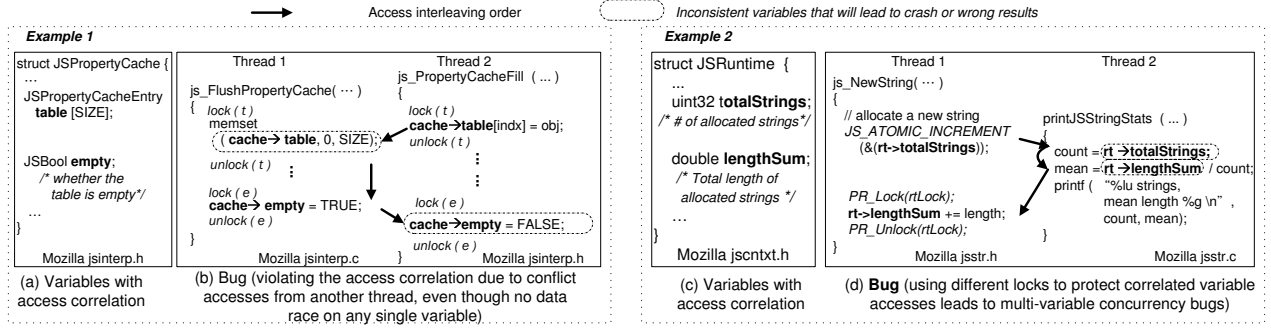 Access interleaving order
Inconsistent variables that will lead to crash or wrong results
Example 1
struct JSPropertyCache {
…
JSPropertyCacheEntry
table [SIZE];
JSBool empty;
/* whether the
table is empty*/
…
}
Mozilla jsinterp.h
(a) Variables with
access correlation
Thread 1
js_FlushPropertyCache( ··· )
{
lock ( t )
memset
( cache→ table, 0, SIZE);
unlock ( t )
⋮
lock ( e )
cache→ empty = TRUE;
unlock ( e )
}
Mozilla jsinterp.c
Thread 2
js_PropertyCacheFill ( ... )
{
lock ( t )
cache→table[indx] = obj;
unlock ( t )
⋮
lock ( e )
cache→empty = FALSE;
unlock ( e )
}
Mozilla jsinterp.h
(b) Bug (violating the access correlation due to conflict
accesses from another thread, even though no data
race on any single variable)
Example 2
struct JSRuntime {
...
uint32 totalStrings;
/* # of allocated strings*/
double lengthSum;
/* Total length of
allocated strings */
…
}
Mozilla jscntxt.h
(c) Variables with
access correlation
Thread 1
js_NewString( ··· )
{
// allocate a new string
JS_ATOMIC_INCREMENT
(&(rt->totalStrings));
PR_Lock(rtLock);
rt->lengthSum += length;
PR_Unlock(rtLock);
}
Mozilla jsstr.h
Thread 2
printJSStringStats ( ... )
{
count = rt →totalStrings;
mean = rt →lengthSum / count;
printf ( “%lu strings,
mean length %g \n” ,
count, mean);
}
Mozilla jsstr.c
(d) Bug (using different locks to protect correlated variable
accesses leads to multi-variable concurrency bugs)